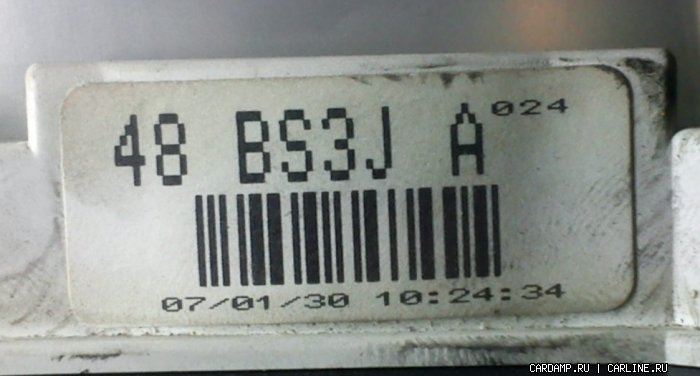 48 BS3J A 024
07/01/30 10:24:34
CARDAMP.RU | CARLINE.RU